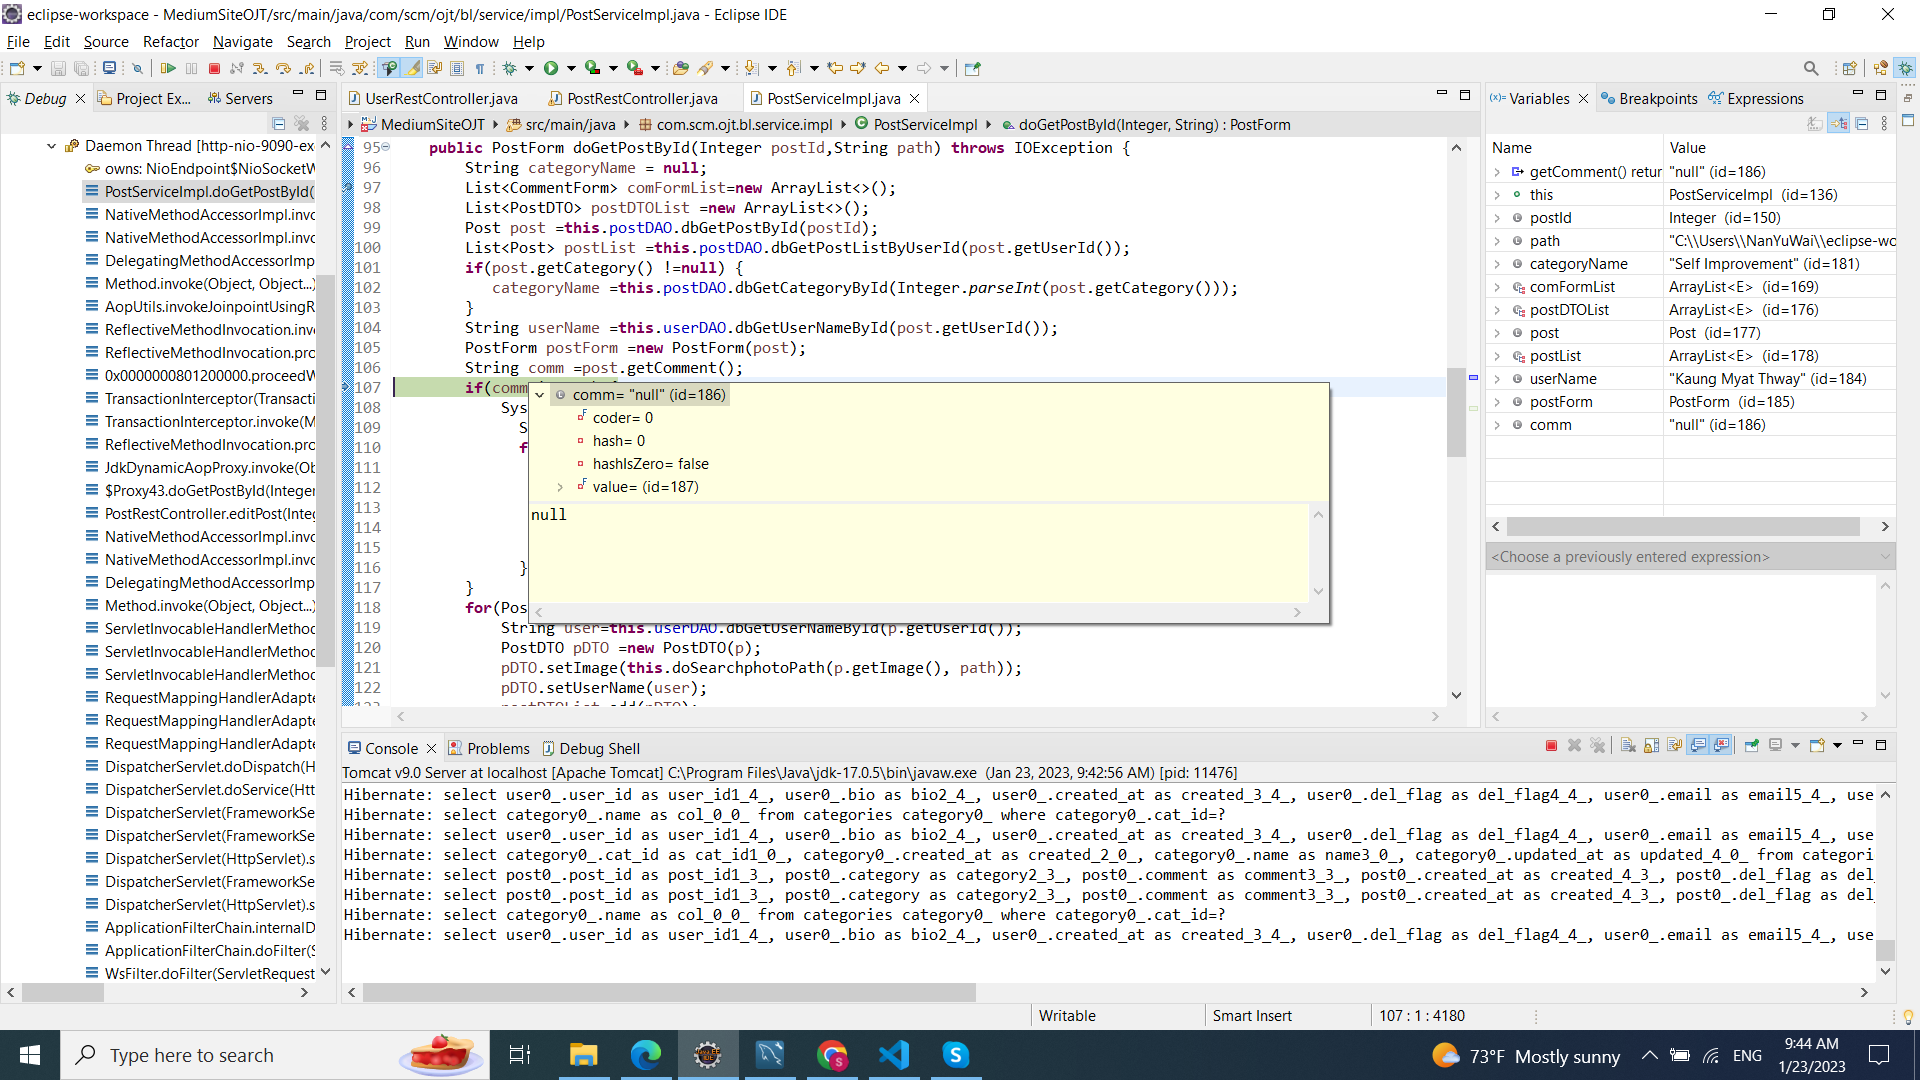 eclipse-workspace - MediumSiteOJT/src/main/java/com/scm/ojt/bl/service/impl/PostServiceImpl.java - Eclipse IDE
File Edit Source Refactor Navigate Search Project Run Window Help
Debug Project Ex... Servers
Daemon Thread [http-nio-9090-ex
owns: NioEndpoint$NioSocketW
PostServiceImpl.doGetPostById(
NativeMethodAccessorImpl.invo
NativeMethodAccessorImpl.invo
DelegatingMethodAccessorImp
Method.invoke(Object, Object...)
AopUtils.invokeJoinpointUsingR
ReflectiveMethodInvocation.invo
ReflectiveMethodInvocation.pro
0x0000000801200000.proceedW
TransactionInterceptor(Transacti
TransactionInterceptor.invoke(M
ReflectiveMethodInvocation.pro
JdkDynamicAopProxy.invoke(Ob
$Proxy43.doGetPostById(Integer
PostRestController.editPost(Integ
NativeMethodAccessorImpl.invo
NativeMethodAccessorImpl.invo
DelegatingMethodAccessorImp
Method.invoke(Object, Object...)
ServletInvocableHandlerMethod
ServletInvocableHandlerMethod
ServletInvocableHandlerMethod
RequestMappingHandlerAdapte
RequestMappingHandlerAdapte
RequestMappingHandlerAdapte
DispatcherServlet.doDispatch(H
DispatcherServlet.doService(Htt
DispatcherServlet(FrameworkSe
DispatcherServlet(FrameworkSe
DispatcherServlet(HttpServlet).s
DispatcherServlet(FrameworkSe
DispatcherServlet(HttpServlet).s
ApplicationFilterChain.internalD
ApplicationFilterChain.doFilter(S
WsFilter.doFilter(ServletRequest
UserRestController.java PostRestController.java PostServiceImpl.java
MediumSiteOJT src/main/java com.scm.ojt.bl.service.impl PostServiceImpl doGetPostById(Integer, String) : PostForm
95 public PostForm doGetPostById(Integer postId,String path) throws IOException {
96 String categoryName = null;
97 List<CommentForm> comFormList=new ArrayList<>();
98 List<PostDTO> postDTOList =new ArrayList<>();
99 Post post =this.postDAO.dbGetPostById(postId);
100 List<Post> postList =this.postDAO.dbGetPostListByUserId(post.getUserId());
101 if(post.getCategory() !=null) {
102 categoryName =this.postDAO.dbGetCategoryById(Integer.parseInt(post.getCategory()));
103 }
104 String userName =this.userDAO.dbGetUserNameById(post.getUserId());
105 PostForm postForm =new PostForm(post);
106 String comm =post.getComment();
107 if(comm
108 Sys
109 S
110 f
111
112
113
114
115
116 }
117 }
118 for(Pos
119 String user=this.userDAO.dbGetUserNameById(p.getUserId());
120 PostDTO pDTO =new PostDTO(p);
121 pDTO.setImage(this.doSearchphotoPath(p.getImage(), path));
122 pDTO.setUserName(user);
123 postDTOList.add(pDTO);
comm= "null" (id=186)
coder= 0
hash= 0
hashIsZero= false
value= (id=187)
null
Variables Breakpoints Expressions
Name Value
getComment() retur "null" (id=186)
this PostServiceImpl (id=136)
postId Integer (id=150)
path "C:\\Users\\NanYuWai\\eclipse-wo
categoryName "Self Improvement" (id=181)
comFormList ArrayList<E> (id=169)
postDTOList ArrayList<E> (id=176)
post Post (id=177)
postList ArrayList<E> (id=178)
userName "Kaung Myat Thway" (id=184)
postForm PostForm (id=185)
comm "null" (id=186)
<Choose a previously entered expression>
Console Problems Debug Shell
Tomcat v9.0 Server at localhost [Apache Tomcat] C:\Program Files\Java\jdk-17.0.5\bin\javaw.exe (Jan 23, 2023, 9:42:56 AM) [pid: 11476]
Hibernate: select user0_.user_id as user_id1_4_, user0_.bio as bio2_4_, user0_.created_at as created_3_4_, user0_.del_flag as del_flag4_4_, user0_.email as email5_4_, use
Hibernate: select category0_.name as col_0_0_ from categories category0_ where category0_.cat_id=?
Hibernate: select user0_.user_id as user_id1_4_, user0_.bio as bio2_4_, user0_.created_at as created_3_4_, user0_.del_flag as del_flag4_4_, user0_.email as email5_4_, use
Hibernate: select category0_.cat_id as cat_id1_0_, category0_.created_at as created_2_0_, category0_.name as name3_0_, category0_.updated_at as updated_4_0_ from categori
Hibernate: select post0_.post_id as post_id1_3_, post0_.category as category2_3_, post0_.comment as comment3_3_, post0_.created_at as created_4_3_, post0_.del_flag as del_
Hibernate: select post0_.post_id as post_id1_3_, post0_.category as category2_3_, post0_.comment as comment3_3_, post0_.created_at as created_4_3_, post0_.del_flag as del_
Hibernate: select category0_.name as col_0_0_ from categories category0_ where category0_.cat_id=?
Hibernate: select user0_.user_id as user_id1_4_, user0_.bio as bio2_4_, user0_.created_at as created_3_4_, user0_.del_flag as del_flag4_4_, user0_.email as email5_4_, use
Writable Smart Insert 107 : 1 : 4180
Type here to search
73°F Mostly sunny
ENG
9:44 AM
1/23/2023